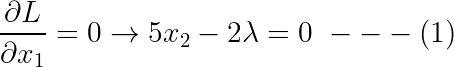 ∂L/∂x₁ = 0 → 5x₂ − 2λ = 0 − − − (1)